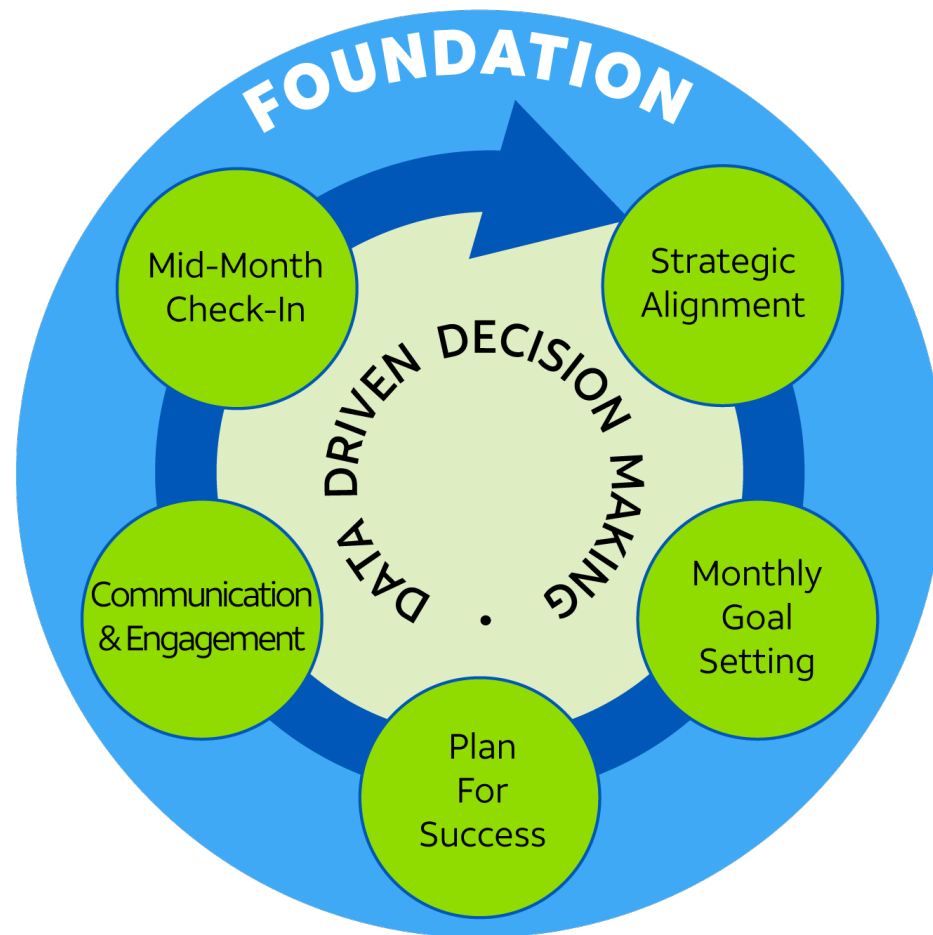 FOUNDATION
Mid-Month
Check-In
Strategic
Alignment
DATA DRIVEN DECISION MAKING •
Communication
& Engagement
Monthly
Goal
Setting
Plan
For
Success